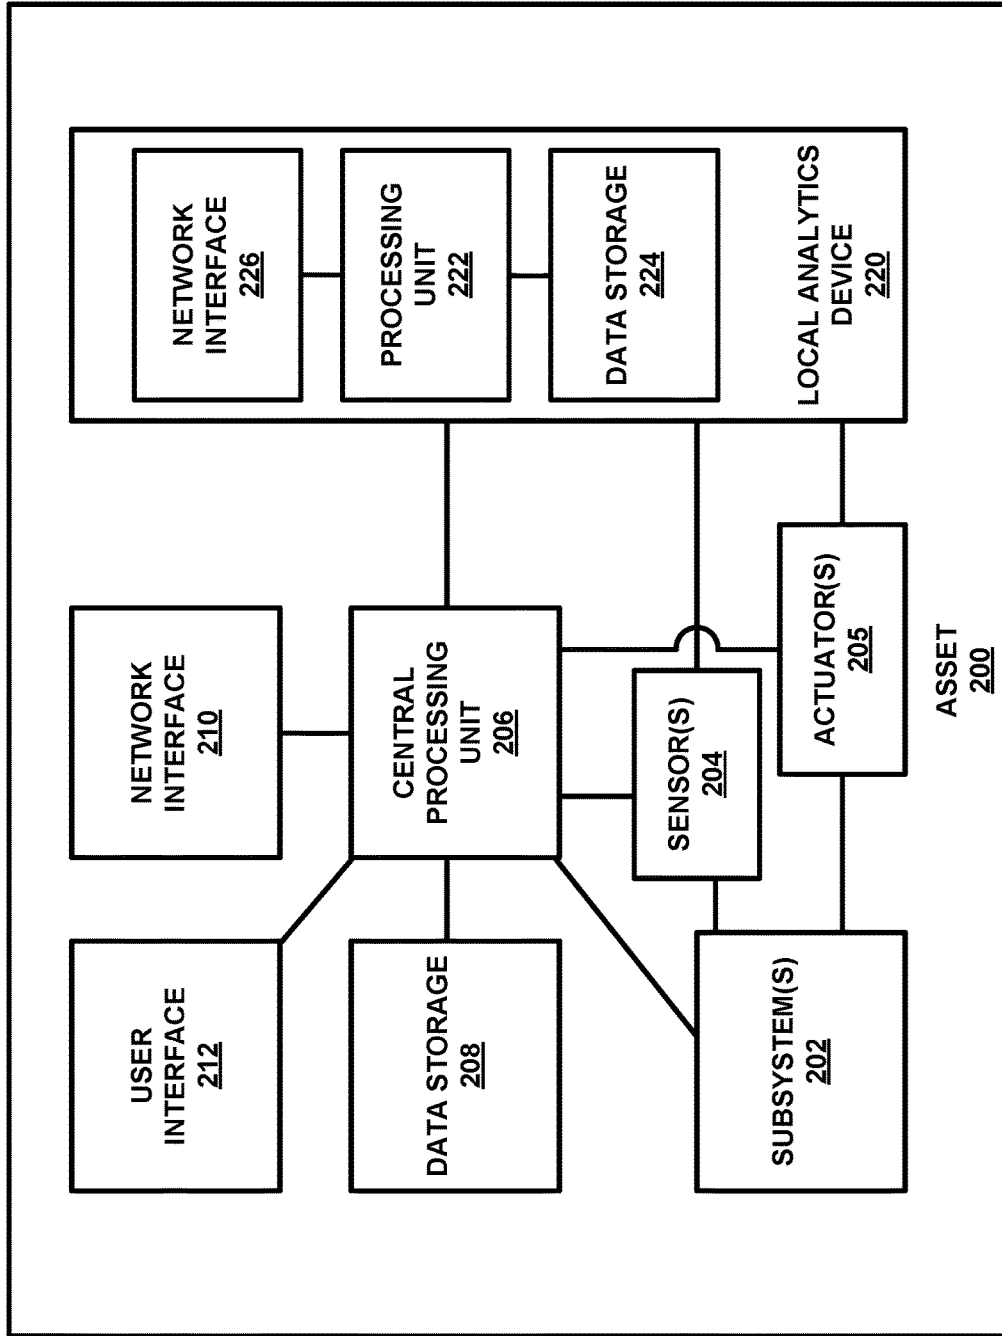 USER
INTERFACE
212
NETWORK
INTERFACE
210
NETWORK
INTERFACE
226
DATA STORAGE
208
CENTRAL
PROCESSING
UNIT
206
PROCESSING
UNIT
222
DATA STORAGE
224
SUBSYSTEM(S)
202
SENSOR(S)
204
ACTUATOR(S)
205
LOCAL ANALYTICS
DEVICE
220
ASSET
200